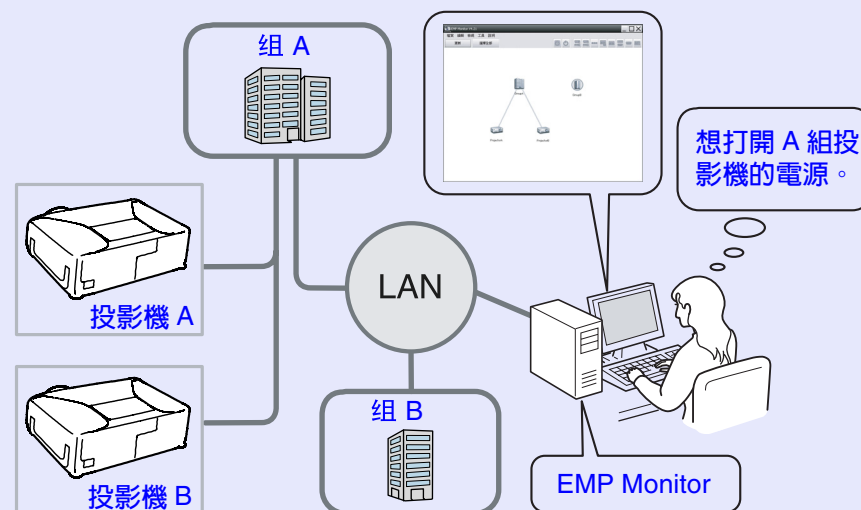 组 A
想打開 A 組投
影機的電源。
LAN
投影機 A
组 B
投影機 B
EMP Monitor